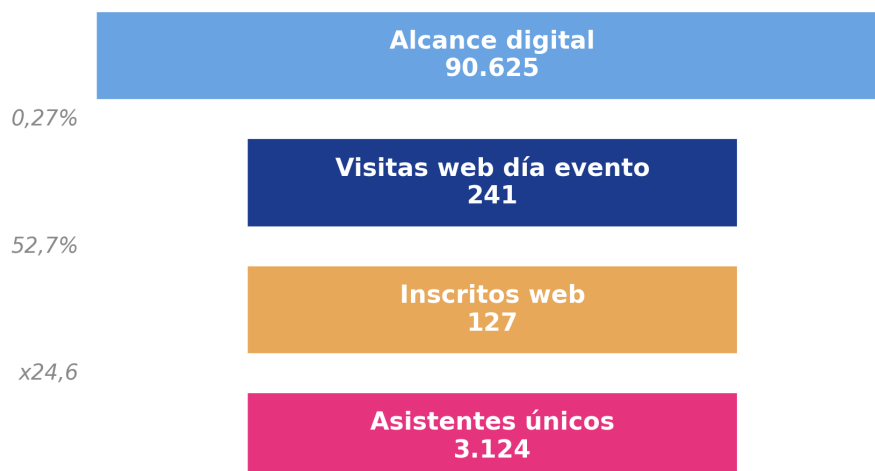 Alcance digital
90.625
0,27%
Visitas web día evento
241
52,7%
Inscritos web
127
x24,6
Asistentes únicos
3.124